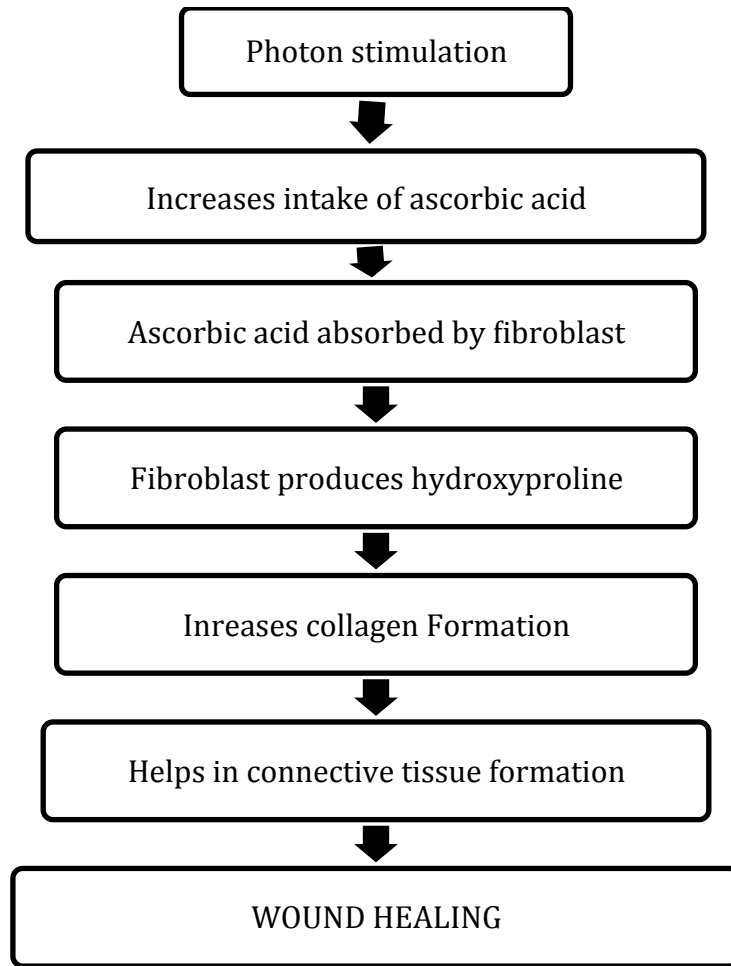 Photon stimulation
Increases intake of ascorbic acid
Ascorbic acid absorbed by fibroblast
Fibroblast produces hydroxyproline
Inreases collagen Formation
Helps in connective tissue formation
WOUND HEALING